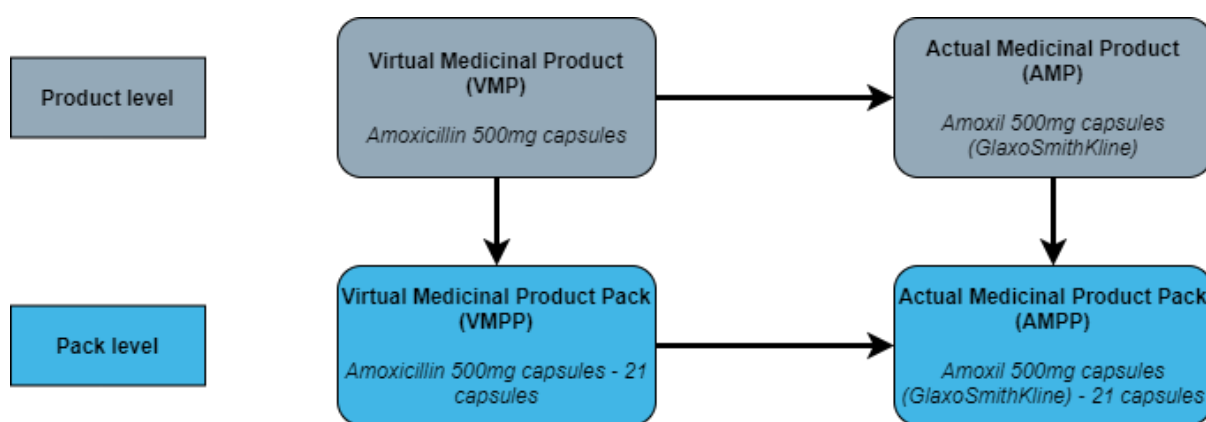 Product level
Virtual Medicinal Product
(VMP)
Amoxicillin 500mg capsules
Actual Medicinal Product
(AMP)
Amoxil 500mg capsules
(GlaxoSmithKline)
Pack level
Virtual Medicinal Product Pack
(VMPP)
Amoxicillin 500mg capsules - 21
capsules
Actual Medicinal Product Pack
(AMPP)
Amoxil 500mg capsules
(GlaxoSmithKline) - 21 capsules